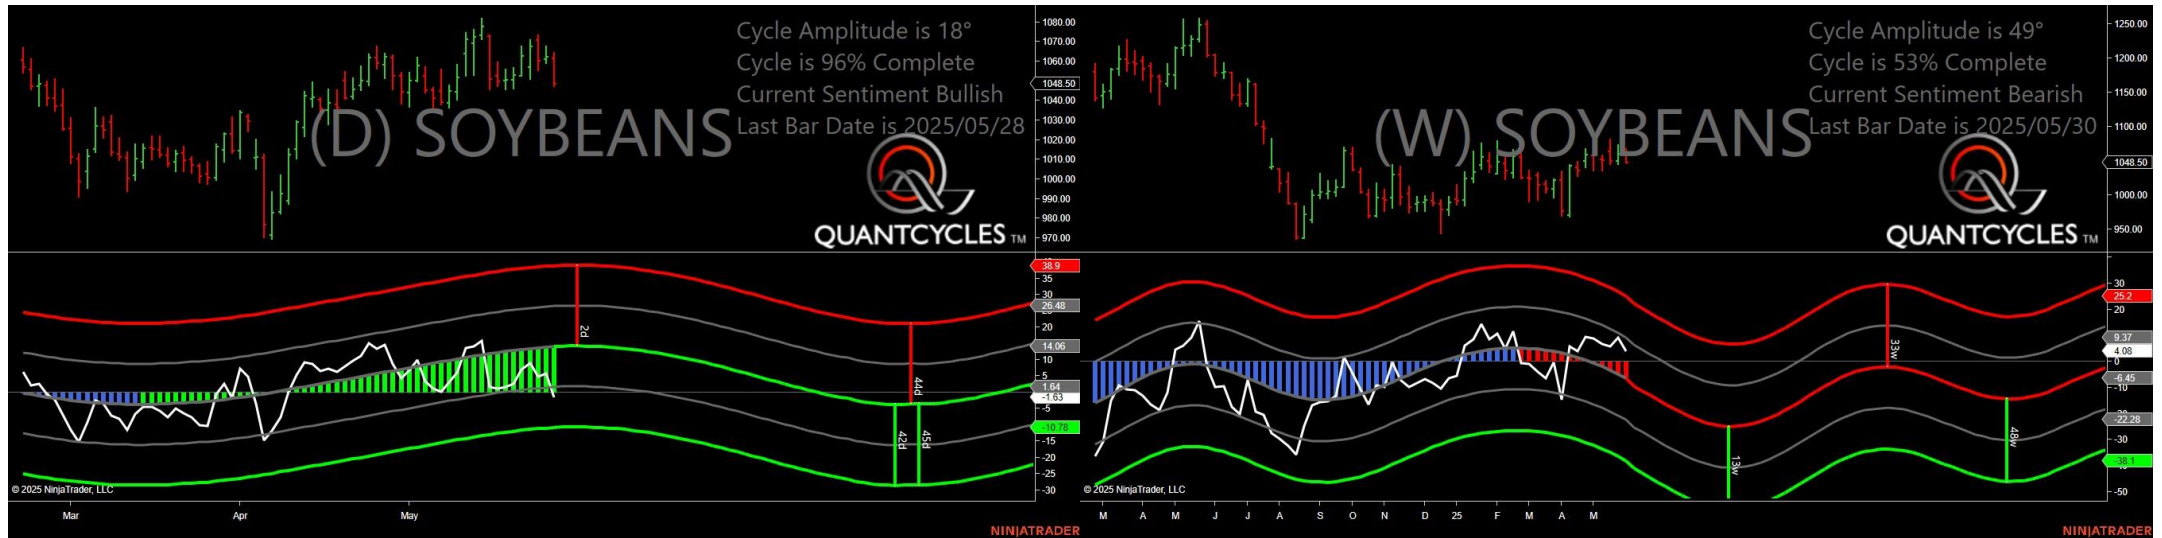 Cycle Amplitude is 18°
Cycle is 96% Complete
Current Sentiment Bullish
Last Bar Date is 2025/05/28
(D) SOYBEANS
QUANTCYCLES TM
1080.00
1070.00
1060.00
1048.50
1040.00
1030.00
1020.00
1010.00
1000.00
990.00
980.00
970.00
38.9
35
30
26.48
20
14.06
10
5
1.64
-1.63
-5
-10.78
-15
-20
-25
-30
2d
44d
42d
45d
© 2025 NinjaTrader, LLC
Mar
Apr
May
NINJATRADER
Cycle Amplitude is 49°
Cycle is 53% Complete
Current Sentiment Bearish
Last Bar Date is 2025/05/30
(W) SOYBEANS
QUANTCYCLES TM
1250.00
1200.00
1150.00
1100.00
1048.50
1000.00
950.00
30
25.2
20
9.37
4.08
0
-6.45
-10
-22.28
-30
-38.1
-50
33w
13w
48w
© 2025 NinjaTrader, LLC
M A M J J A S O N D 25 F M A M
NINJATRADER